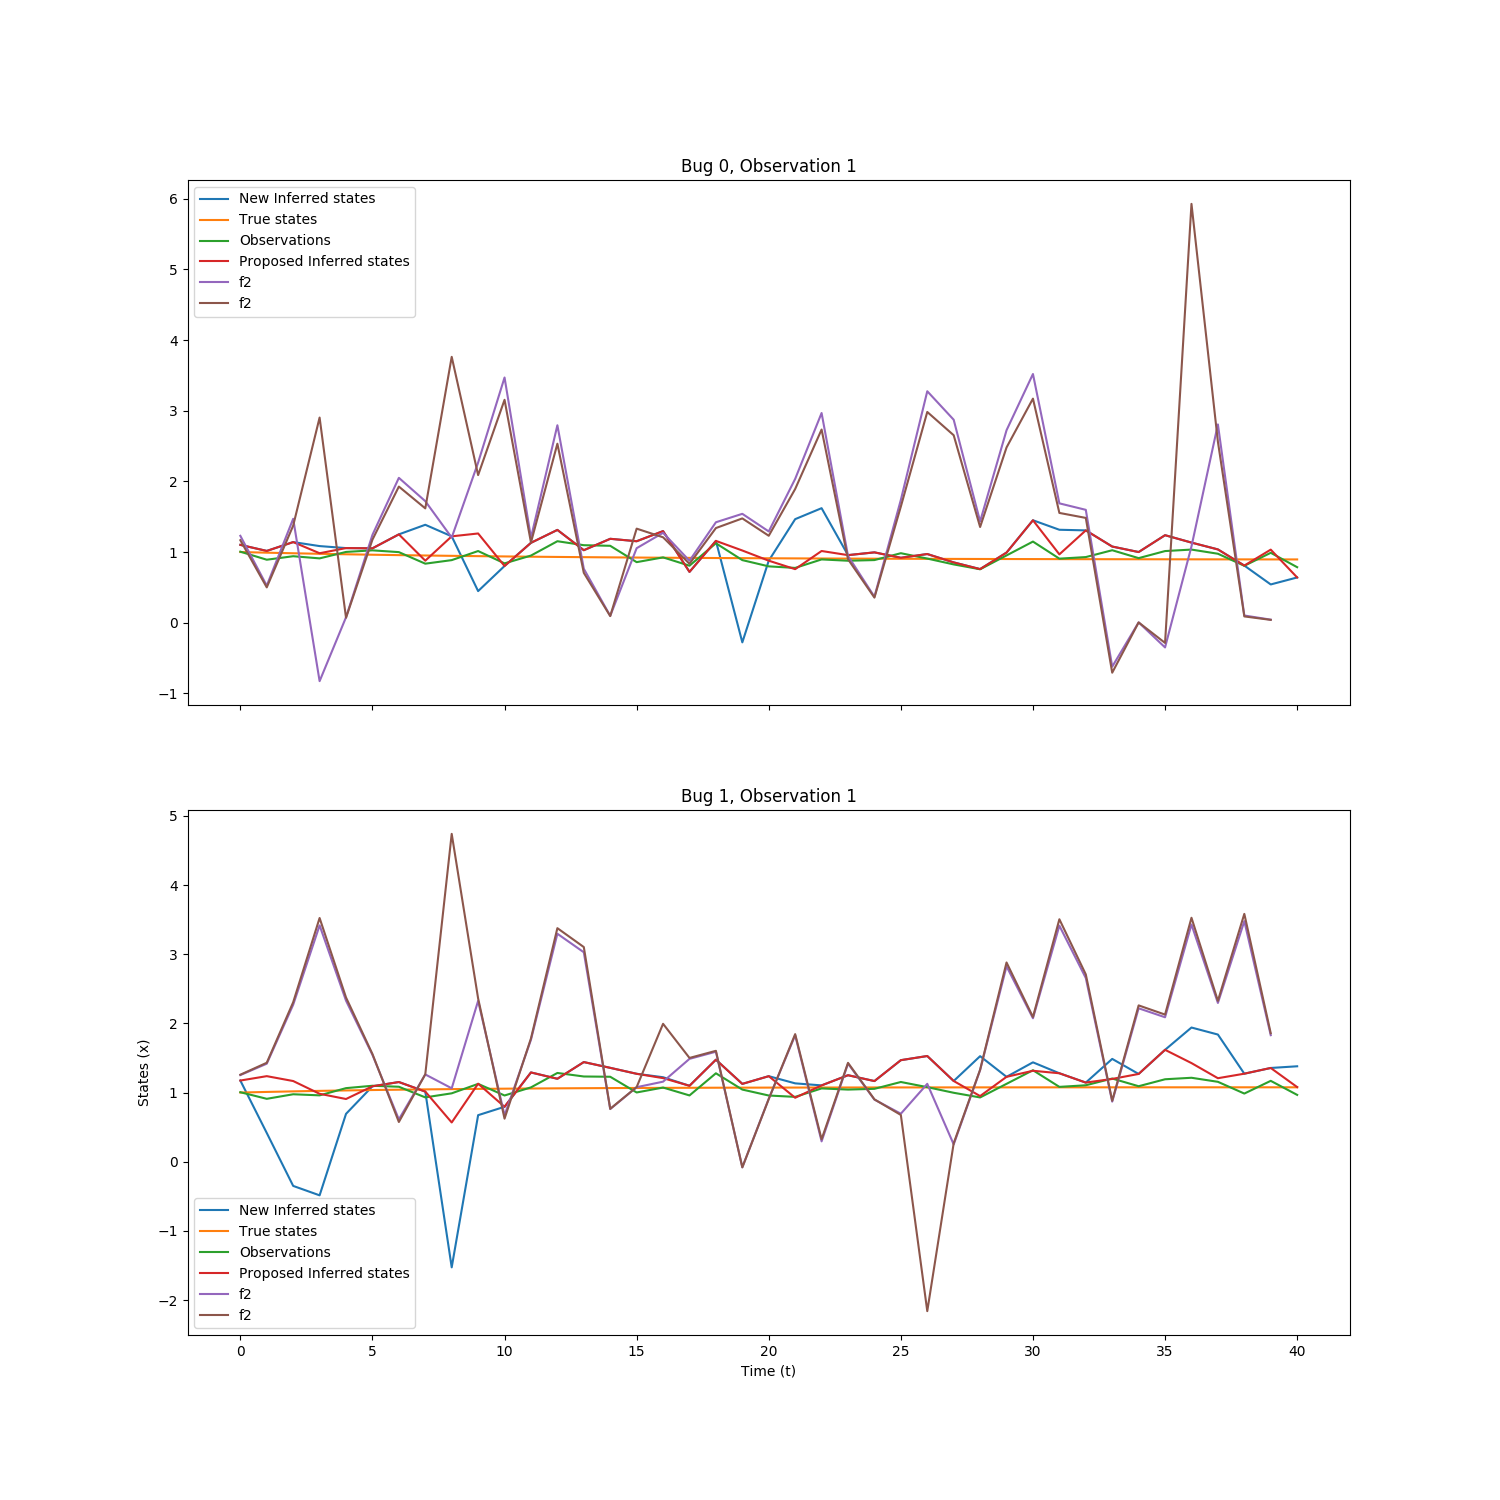 Bug 0, Observation 1
6
5
4
3
2
1
0
−1
New Inferred states
True states
Observations
Proposed Inferred states
f2
f2
Bug 1, Observation 1
5
4
3
2
1
0
−1
−2
States (x)
New Inferred states
True states
Observations
Proposed Inferred states
f2
f2
0 5 10 15 20 25 30 35 40
Time (t)